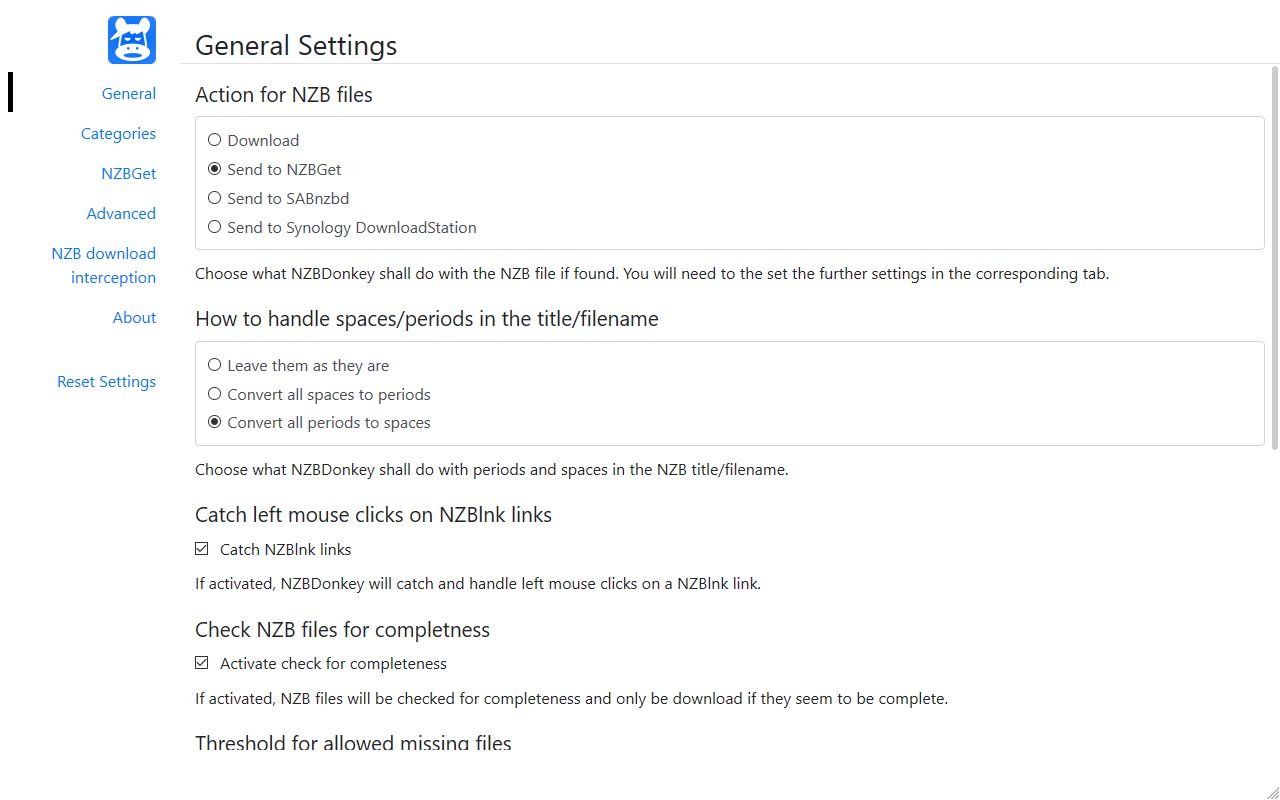 General Settings
General
Categories
NZBGet
Advanced
NZB download
interception
About
Reset Settings
Action for NZB files
Download
Send to NZBGet
Send to SABnzbd
Send to Synology DownloadStation
Choose what NZBDonkey shall do with the NZB file if found. You will need to the set the further settings in the corresponding tab.
How to handle spaces/periods in the title/filename
Leave them as they are
Convert all spaces to periods
Convert all periods to spaces
Choose what NZBDonkey shall do with periods and spaces in the NZB title/filename.
Catch left mouse clicks on NZBlnk links
Catch NZBlnk links
If activated, NZBDonkey will catch and handle left mouse clicks on a NZBlnk link.
Check NZB files for completness
Activate check for completeness
If activated, NZB files will be checked for completeness and only be download if they seem to be complete.
Threshold for allowed missing files